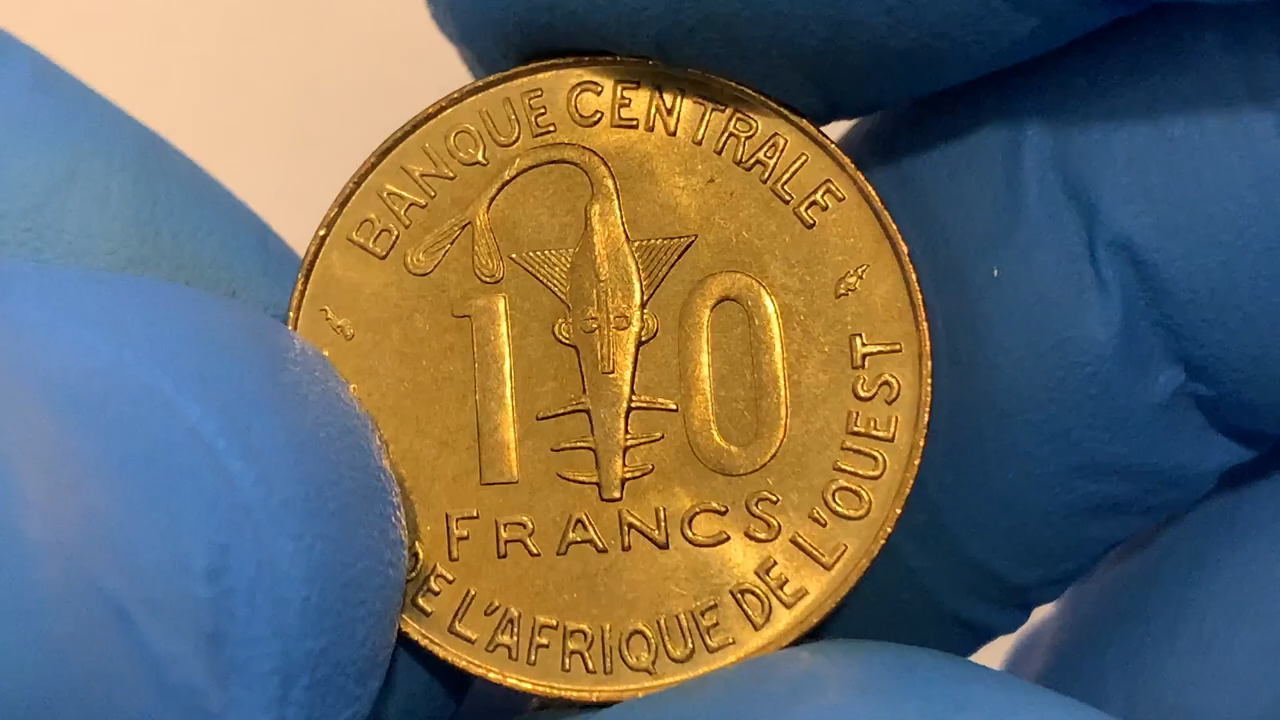 BANQUE CENTRALE
10
FRANCS
DE L'AFRIQUE DE L'OUEST